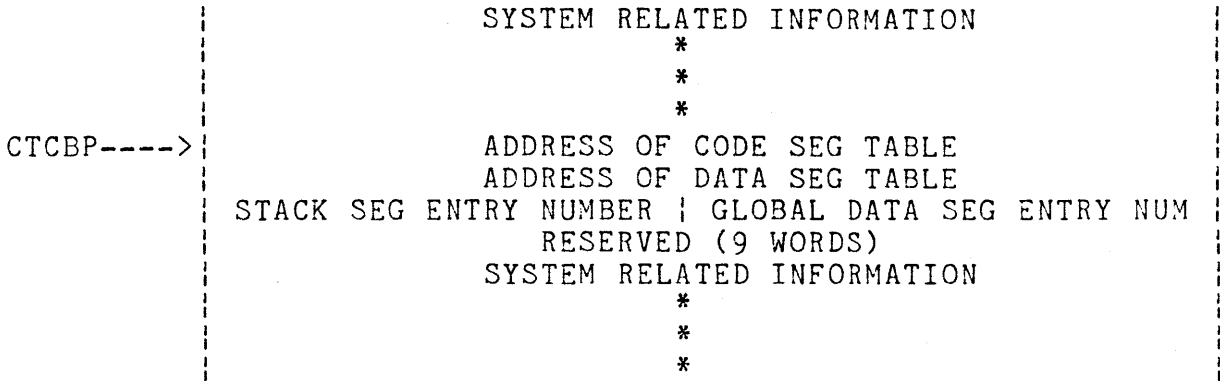 SYSTEM RELATED INFORMATION
*
*
*
CTCBP----> ADDRESS OF CODE SEG TABLE
ADDRESS OF DATA SEG TABLE
STACK SEG ENTRY NUMBER | GLOBAL DATA SEG ENTRY NUM
RESERVED (9 WORDS)
SYSTEM RELATED INFORMATION
*
*
*